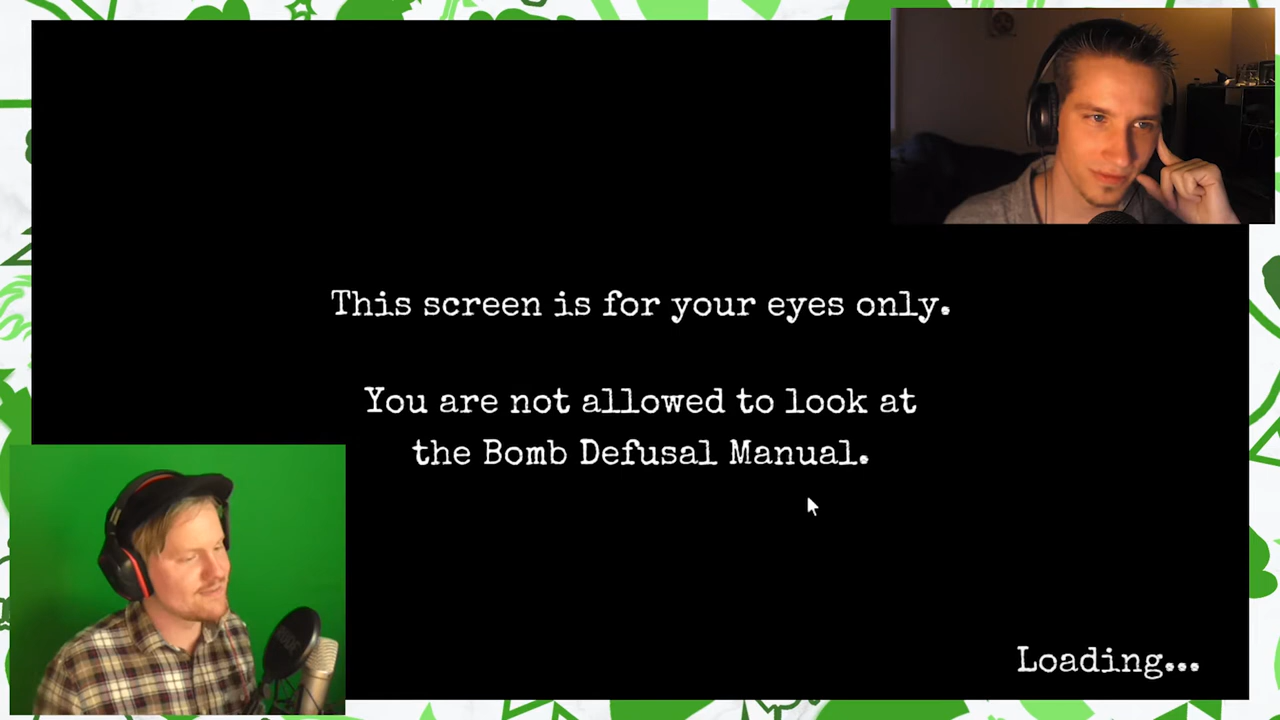 This screen is for your eyes only.
You are not allowed to look at
the Bomb Defusal Manual.
Loading...